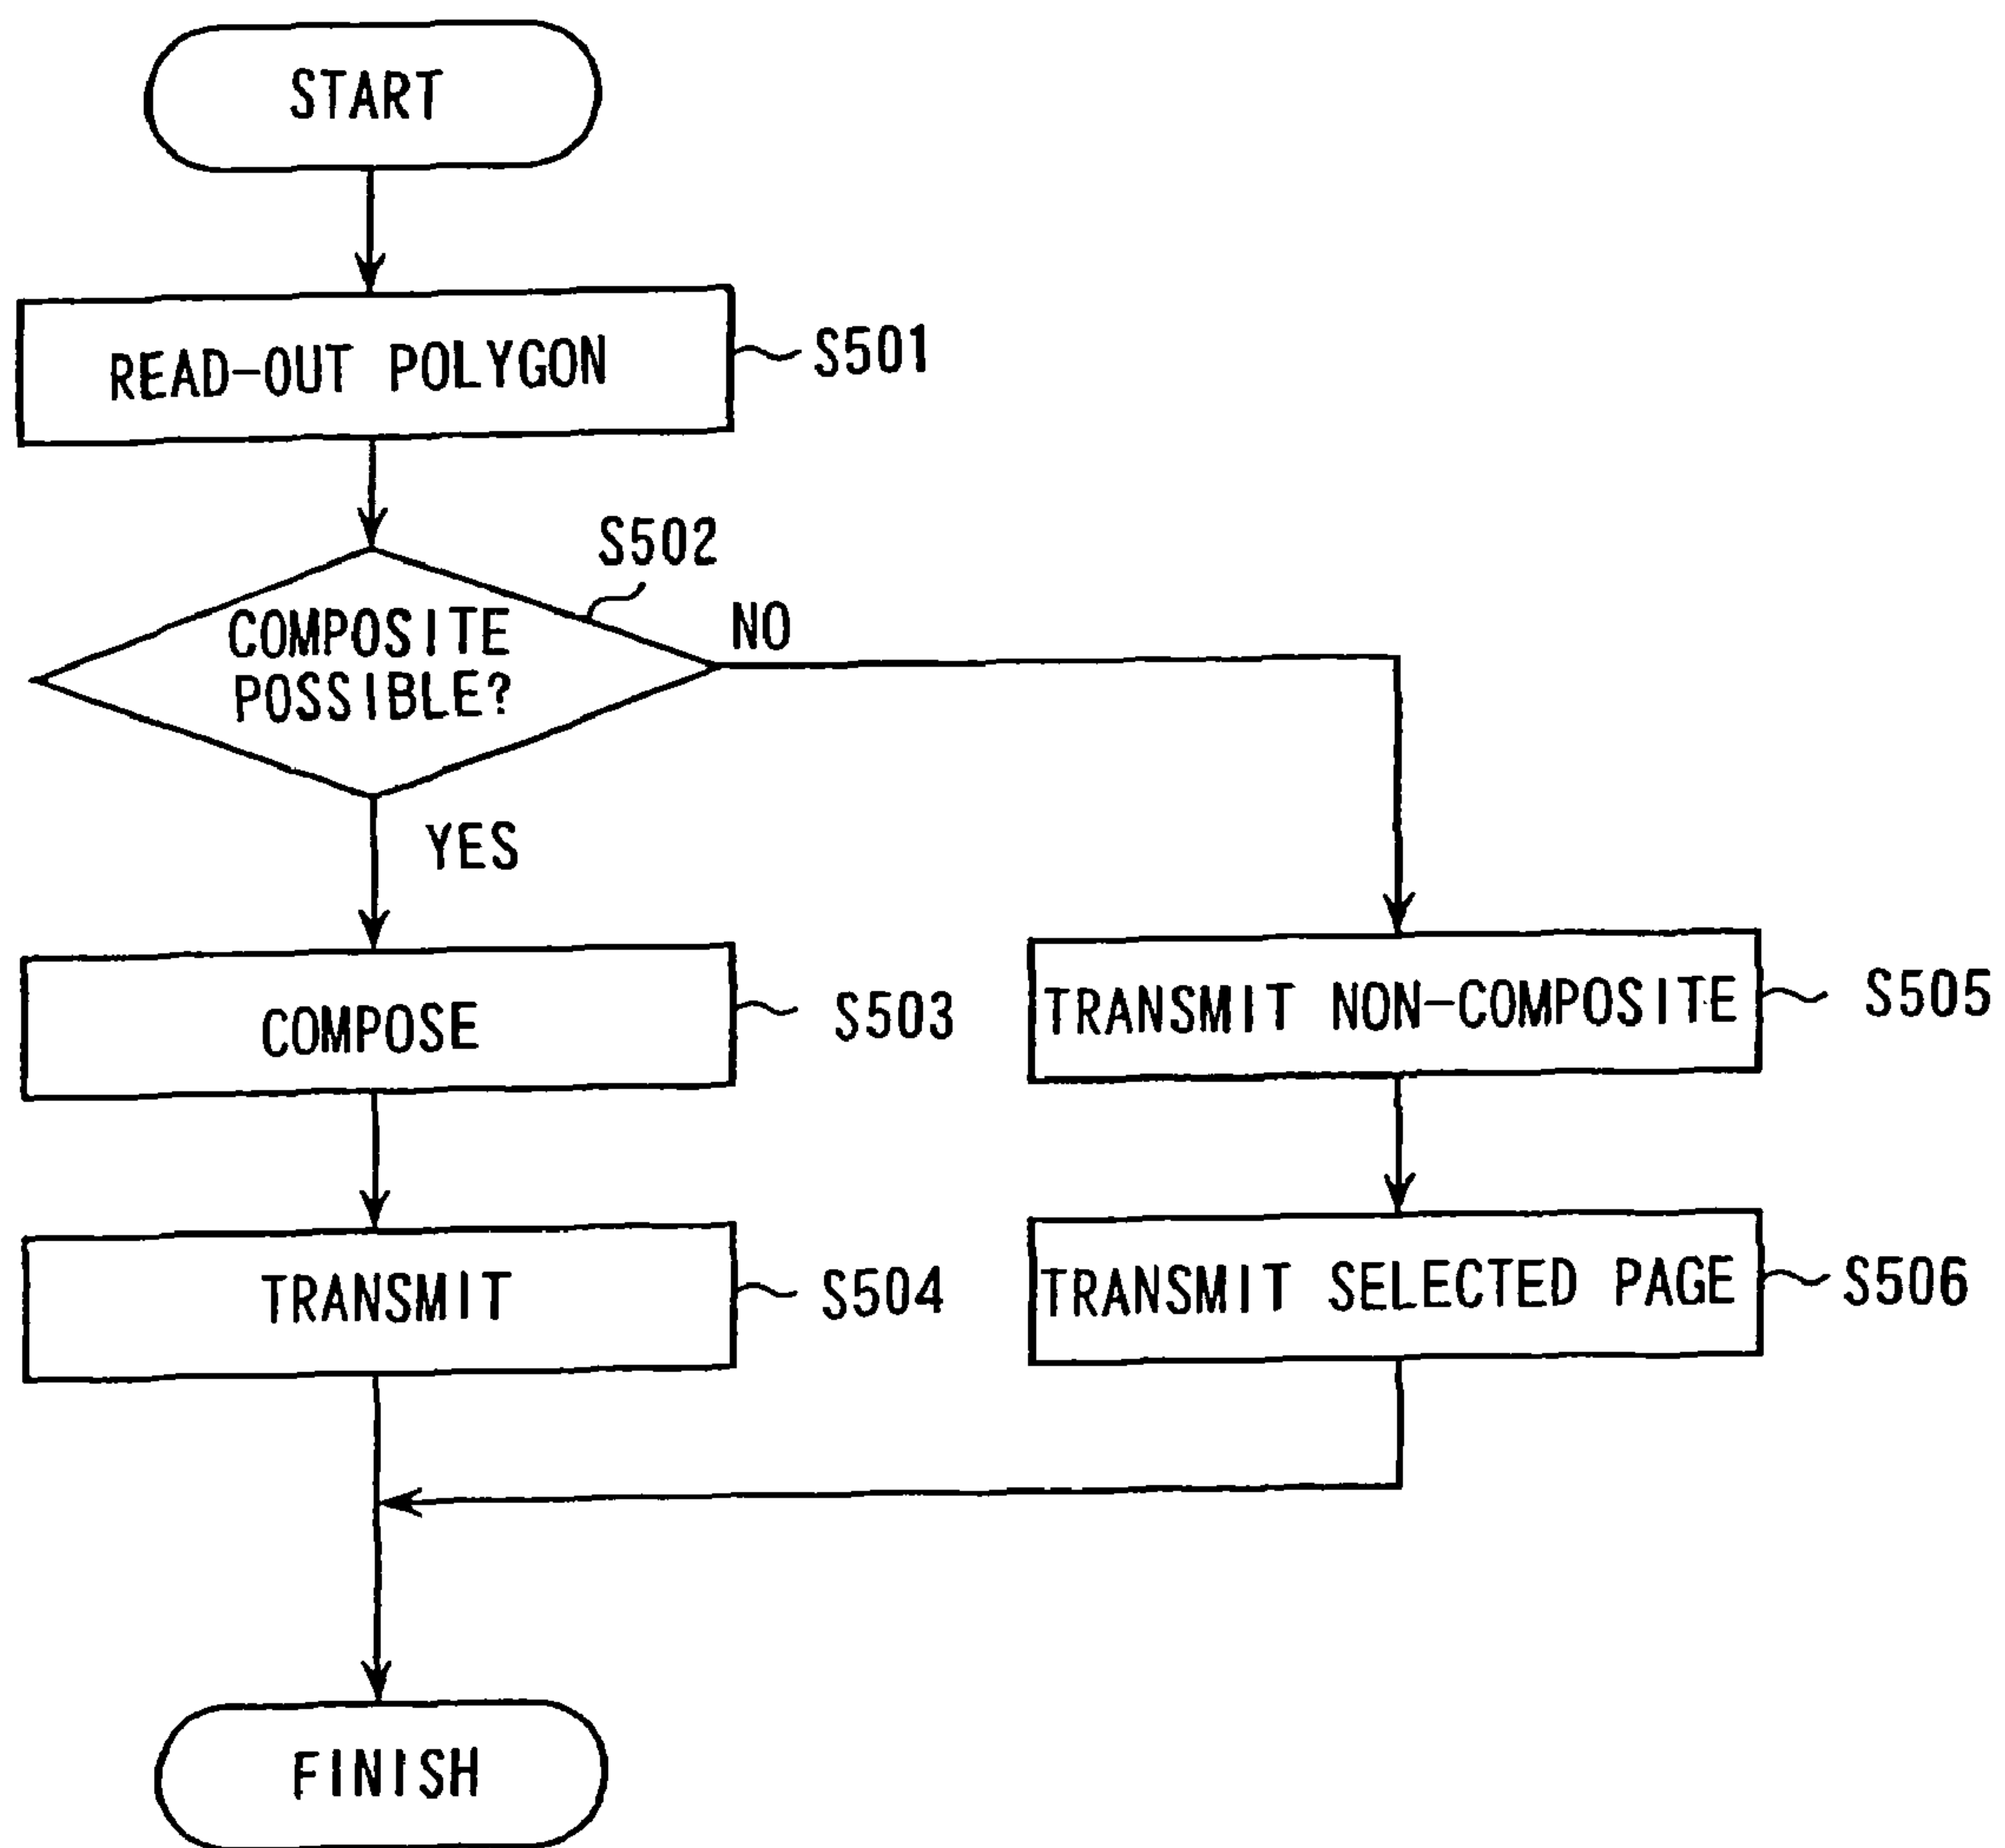 START
READ-OUT POLYGON
S501
S502
COMPOSITE
POSSIBLE?
NO
YES
COMPOSE
S503
TRANSMIT NON-COMPOSITE
S505
TRANSMIT
S504
TRANSMIT SELECTED PAGE
S506
FINISH